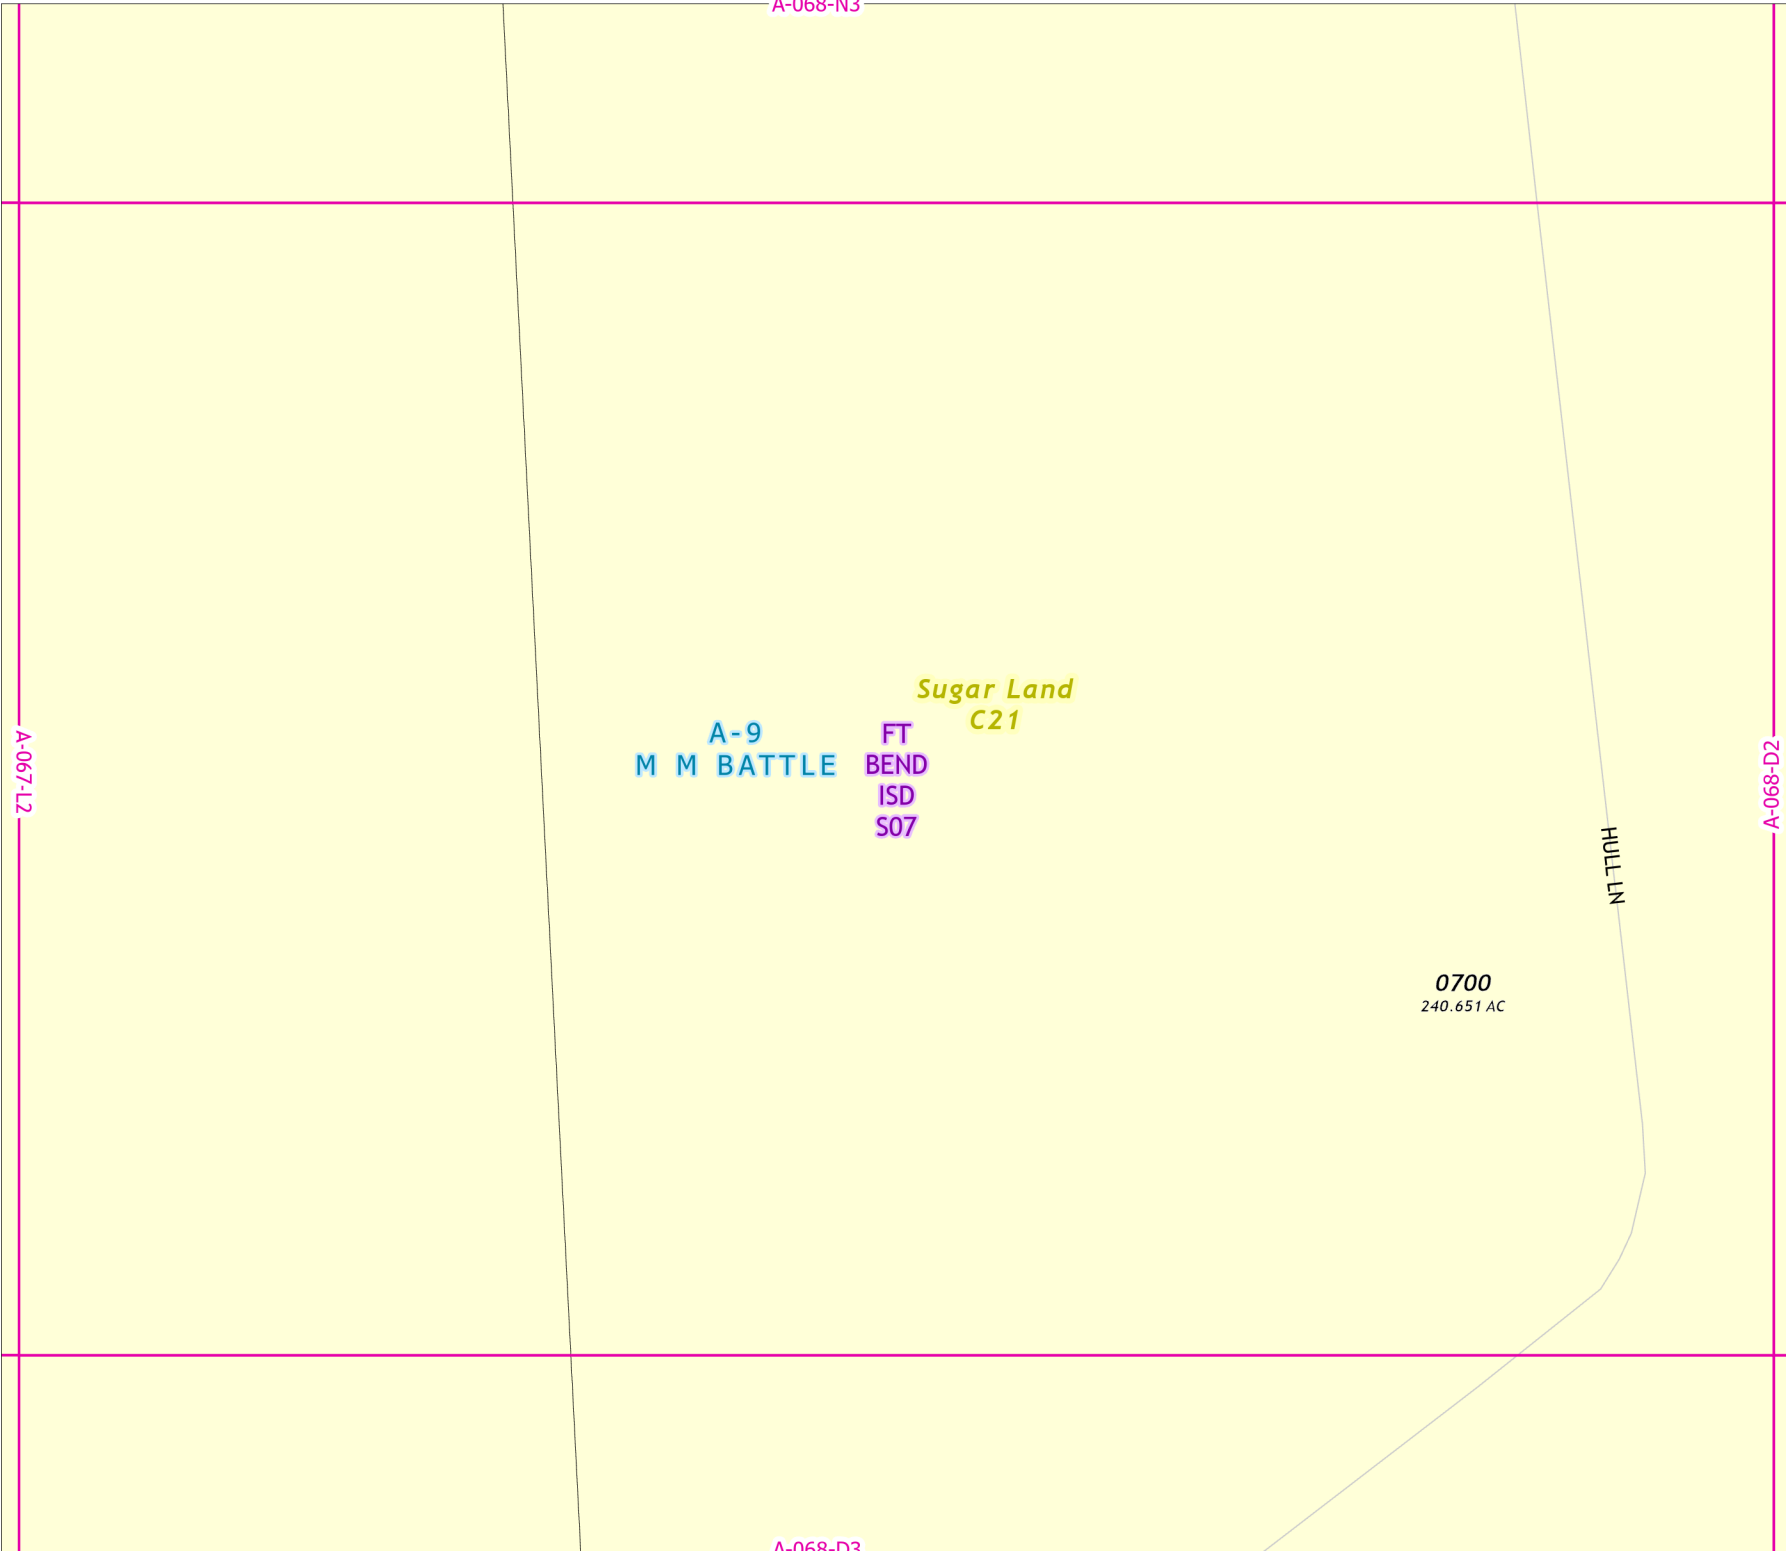 A-068-N3
Sugar Land
C21
A-9
M M BATTLE
FT
BEND
ISD
S07
A-067-L2
A-068-D2
HULL LN
0700
240.651 AC
A-068-D3